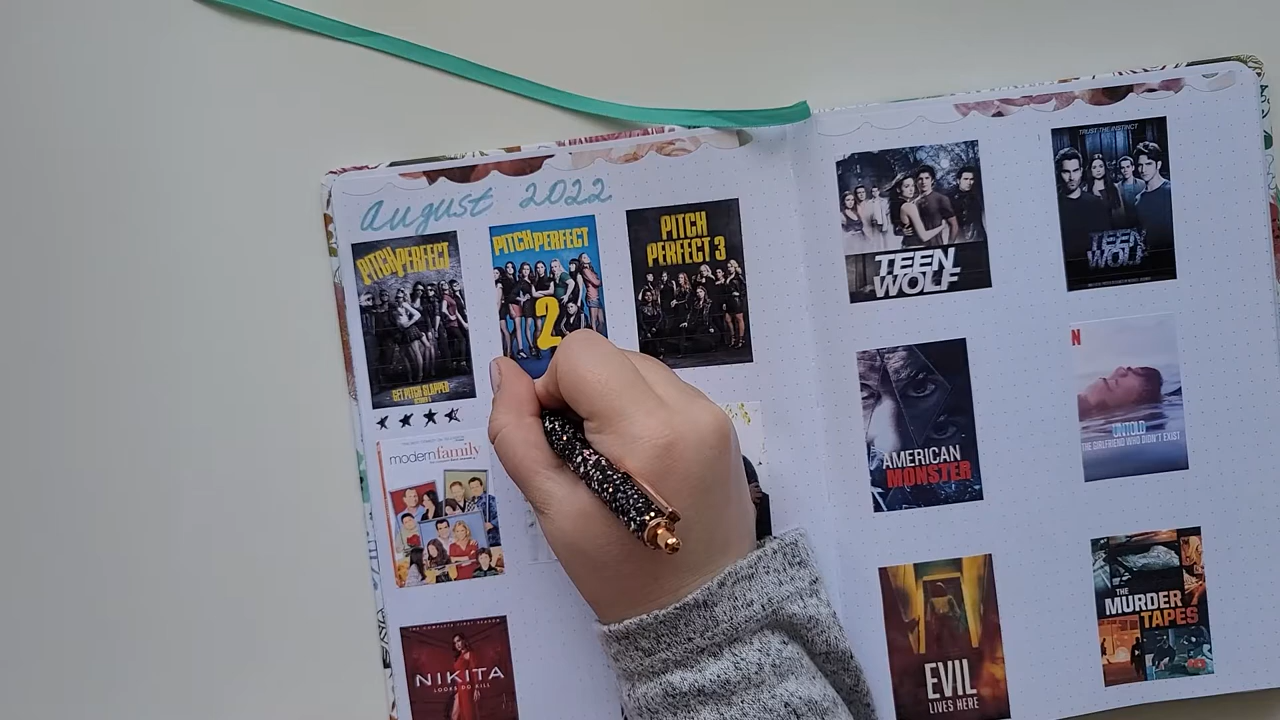 august 2022
PITCH PERFECT
GET PITCH SLAPPED
PITCH PERFECT
2
PITCH
PERFECT 3
modern family
NIKITA
LOOKS DO KILL
TEEN
WOLF
TRUST THE INSTINCT
TEEN
WOLF
AMERICAN
MONSTER
N
UNTOLD
THE GIRLFRIEND WHO DIDN'T EXIST
EVIL
LIVES HERE
THE
MURDER
TAPES